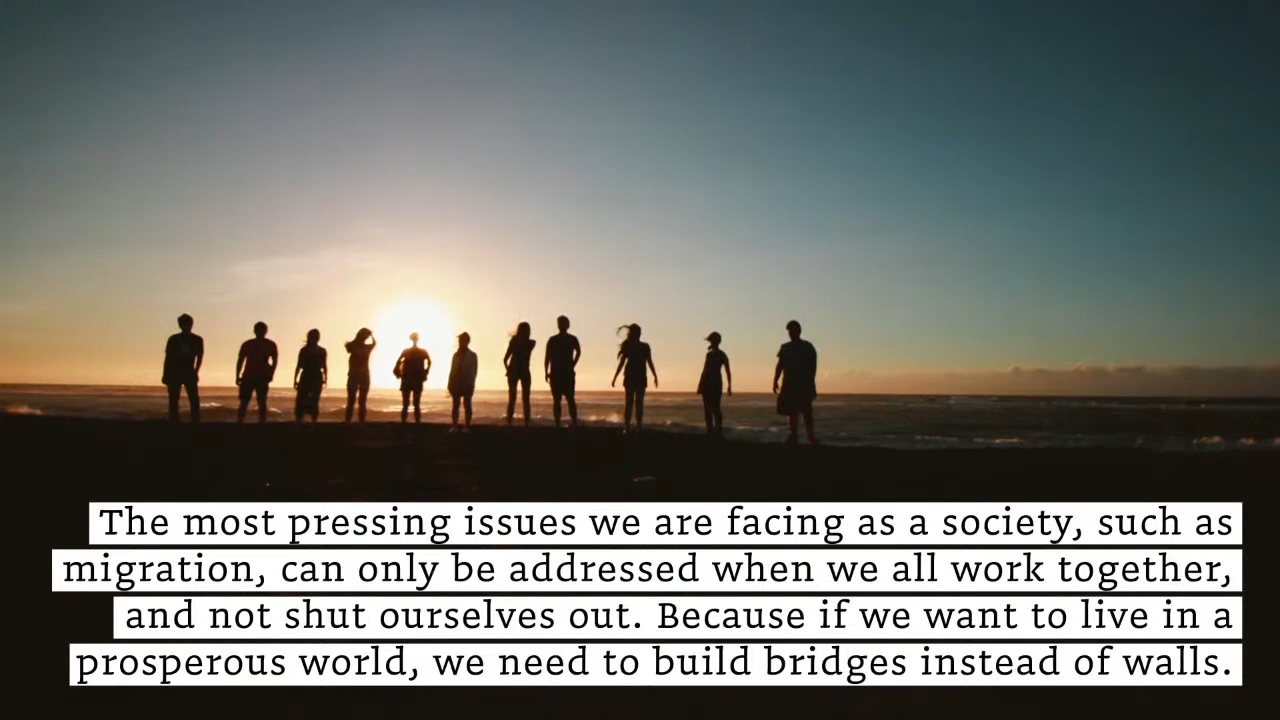 The most pressing issues we are facing as a society, such as
migration, can only be addressed when we all work together,
and not shut ourselves out. Because if we want to live in a
prosperous world, we need to build bridges instead of walls.